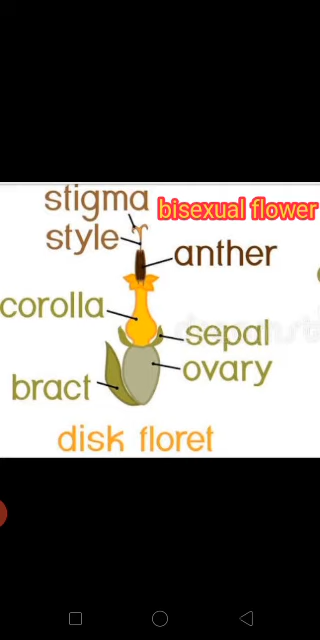 stigma
bisexual flower
style
anther
corolla
sepal
ovary
bract
disk floret